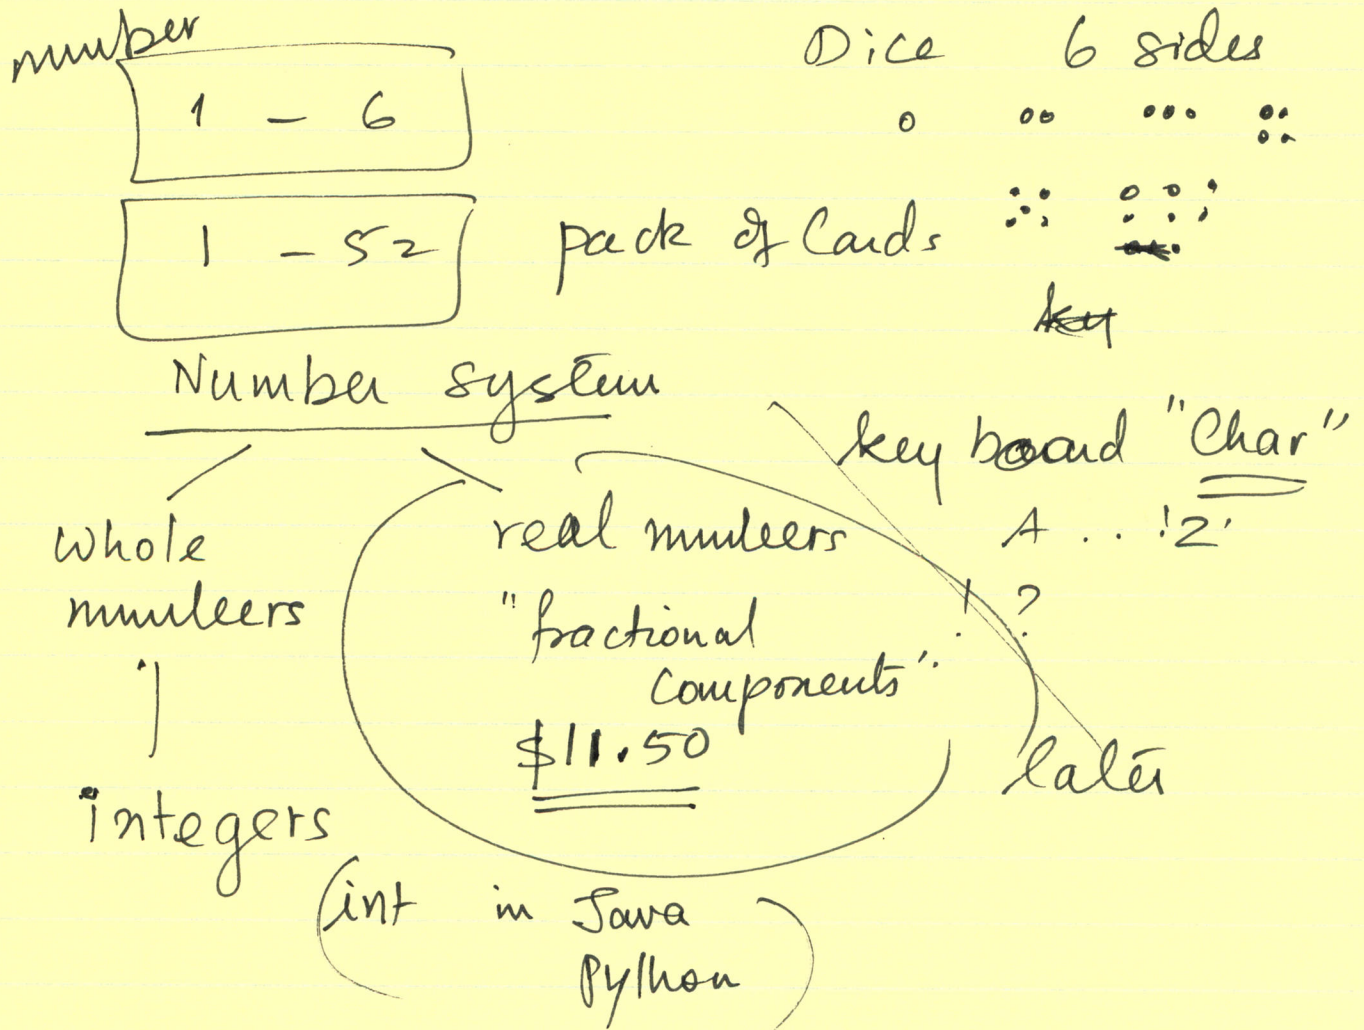 number
Dice 6 sides
1 - 6
1 - 52
pack of Cards
key
Number system
keyboard "Char"
A . . 'Z'
! ?
whole
numbers
real numbers
"fractional
components"
$11.50
later
integers
(int in Java
Python)